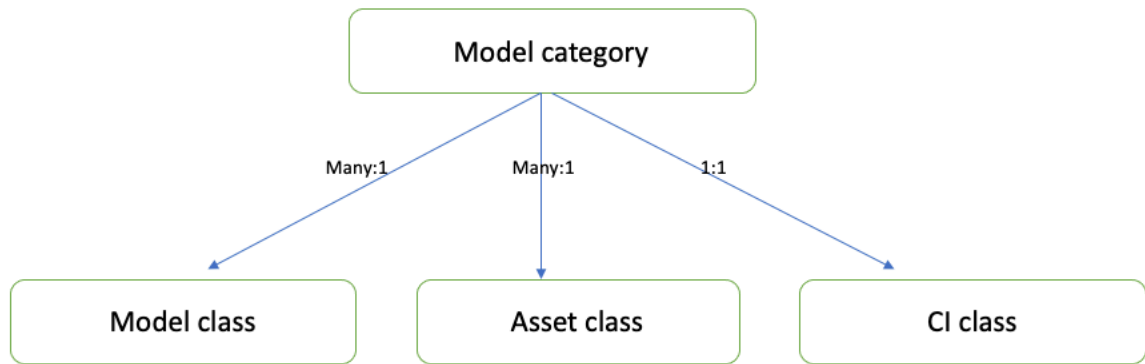 Model category
Many:1
Many:1
1:1
Model class
Asset class
CI class